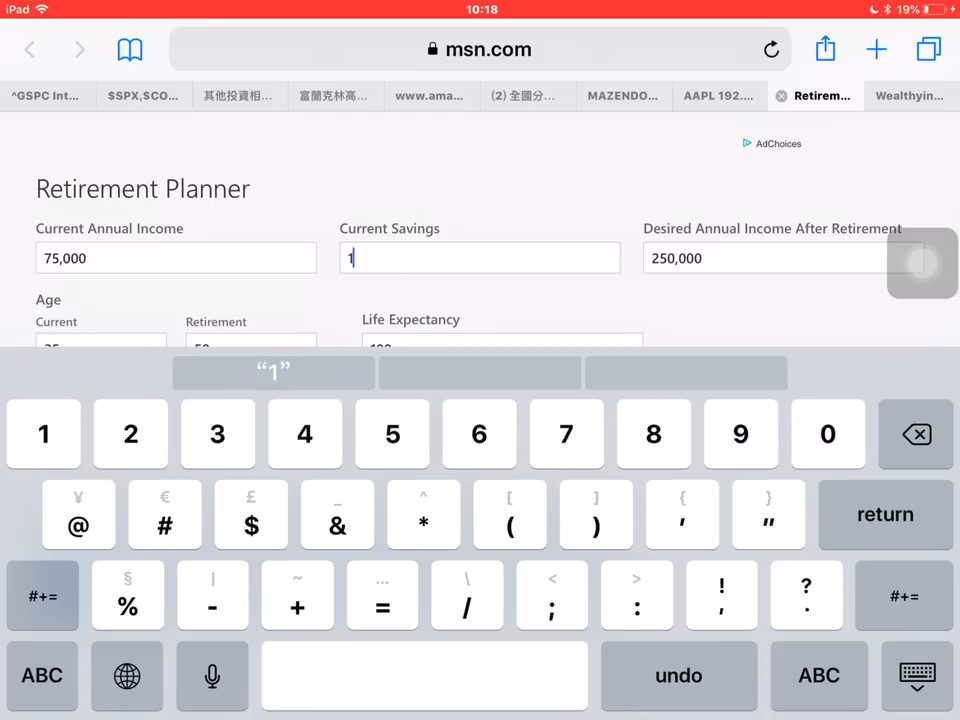 iPad 10:18 19%
msn.com
^GSPC Int... $SPX,$CO... 其他投資相... 富蘭克林高... www.ama... (2) 全國分... MAZENDO... AAPL 192.... Retirem... Wealthyin...
AdChoices
Retirement Planner
Current Annual Income Current Savings Desired Annual Income After Retirement
75,000 1 250,000
Age
Current Retirement Life Expectancy
“1”
1 2 3 4 5 6 7 8 9 0
¥ € £ _ ^ [ ] { }
@ # $ & * ( ) ' " return
§ | ~ ... \ < > ! ?
#+= % - + = / ; : , . #+=
ABC undo ABC